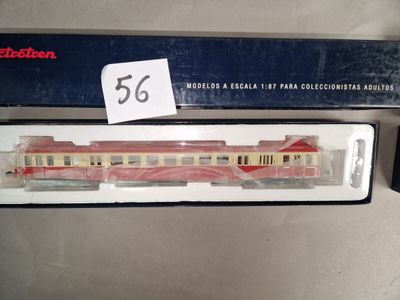 56
MODELOS A ESCALA 1:87 PARA COLECCIONISTAS ADULTOS